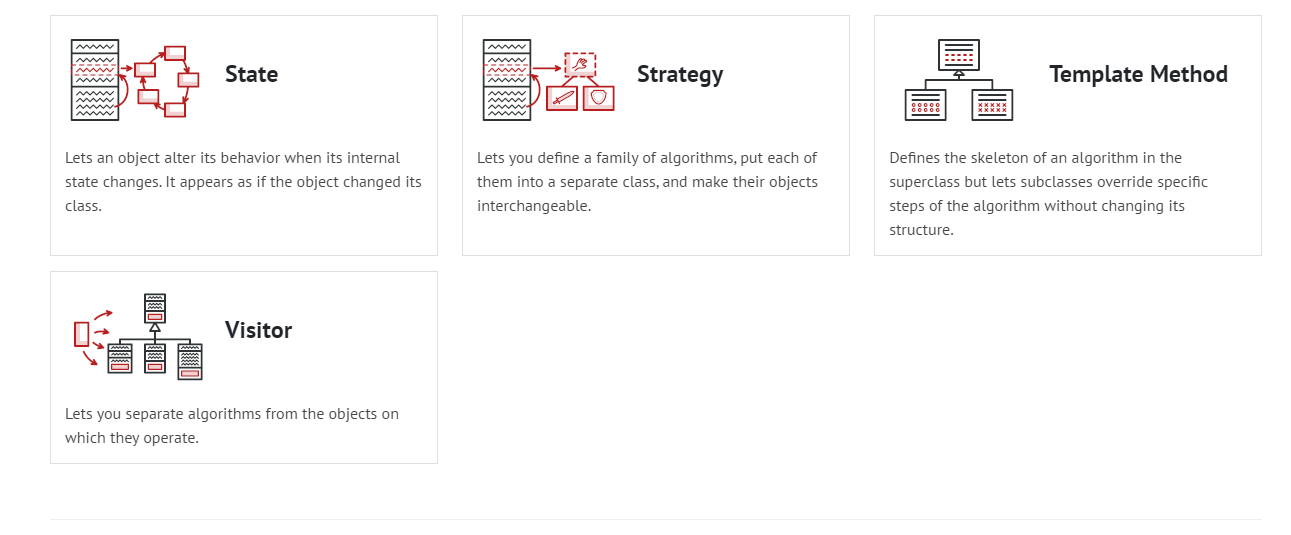 State
Lets an object alter its behavior when its internal
state changes. It appears as if the object changed its
class.
Strategy
Lets you define a family of algorithms, put each of
them into a separate class, and make their objects
interchangeable.
Template Method
Defines the skeleton of an algorithm in the
superclass but lets subclasses override specific
steps of the algorithm without changing its
structure.
Visitor
Lets you separate algorithms from the objects on
which they operate.